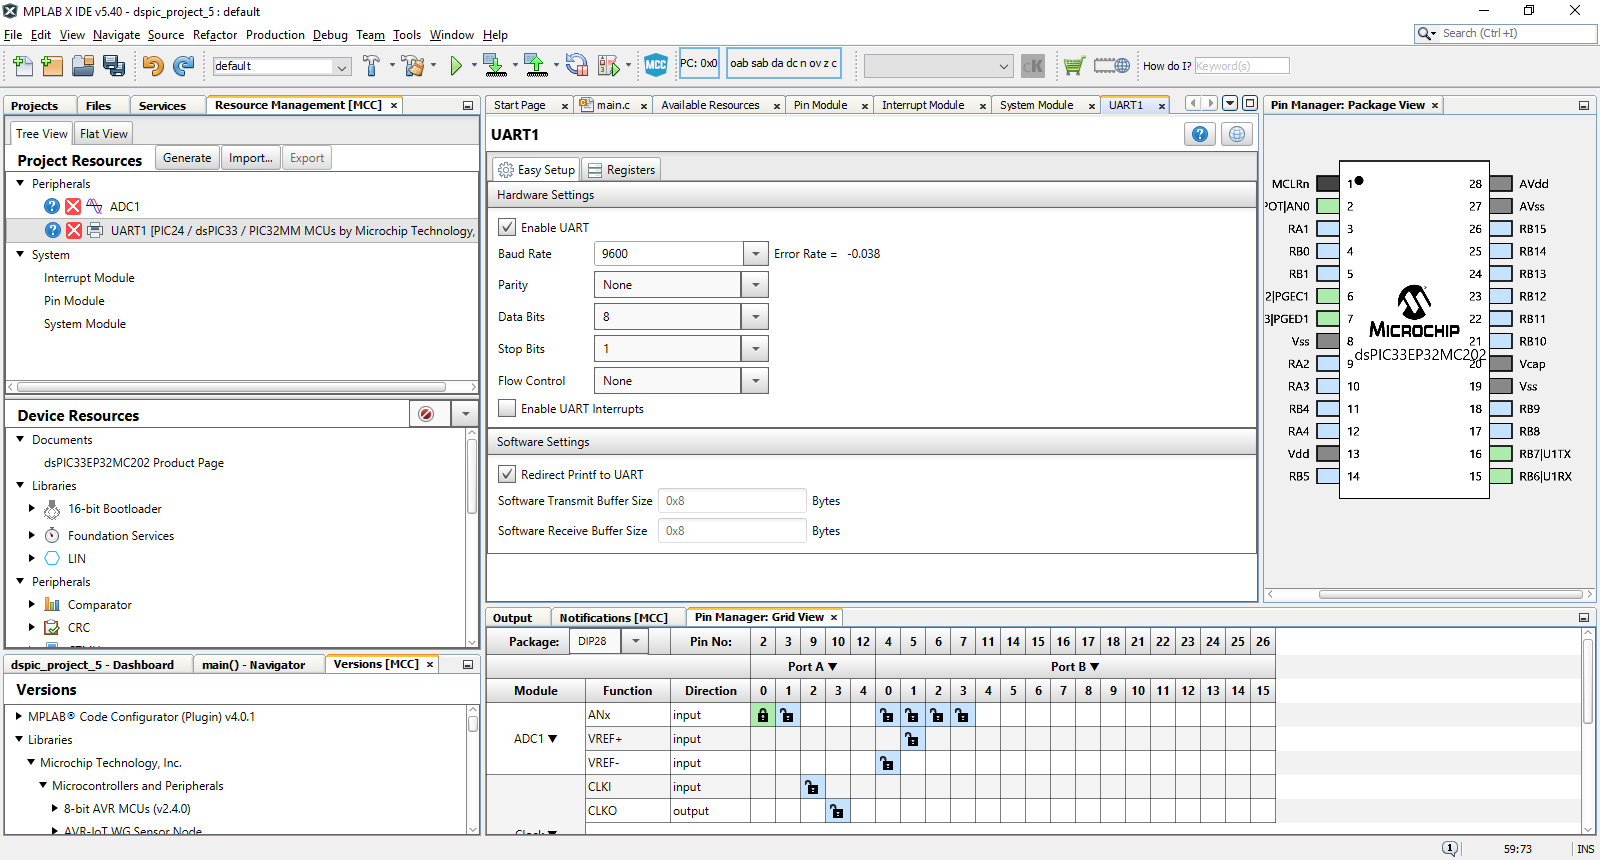 MPLAB X IDE v5.40 - dspic_project_5 : default
File Edit View Navigate Source Refactor Production Debug Team Tools Window Help
Search (Ctrl+I)
default
MCC
PC: 0x0
oab sab da dc n ov z c
How do I? Keyword(s)
Projects Files Services Resource Management [MCC]
Tree View Flat View
Project Resources Generate Import... Export
Peripherals
ADC1
UART1 [PIC24 / dsPIC33 / PIC32MM MCUs by Microchip Technology,
System
Interrupt Module
Pin Module
System Module
Device Resources
Documents
dsPIC33EP32MC202 Product Page
Libraries
16-bit Bootloader
Foundation Services
LIN
Peripherals
Comparator
CRC
dspic_project_5 - Dashboard main() - Navigator Versions [MCC]
Versions
MPLAB® Code Configurator (Plugin) v4.0.1
Libraries
Microchip Technology, Inc.
Microcontrollers and Peripherals
8-bit AVR MCUs (v2.4.0)
AVR-IoT WG Sensor Node
Start Page main.c Available Resources Pin Module Interrupt Module System Module UART1
UART1
Easy Setup Registers
Hardware Settings
Enable UART
Baud Rate 9600 Error Rate = -0.038
Parity None
Data Bits 8
Stop Bits 1
Flow Control None
Enable UART Interrupts
Software Settings
Redirect Printf to UART
Software Transmit Buffer Size 0x8 Bytes
Software Receive Buffer Size 0x8 Bytes
Pin Manager: Package View
MCLRn 1 28 AVdd
POT|AN0 2 27 AVss
RA1 3 26 RB15
RB0 4 25 RB14
RB1 5 24 RB13
2|PGEC1 6 23 RB12
3|PGED1 7 22 RB11
Vss 8 21 RB10
RA2 9 20 Vcap
RA3 10 19 Vss
RB4 11 18 RB9
RA4 12 17 RB8
Vdd 13 16 RB7|U1TX
RB5 14 15 RB6|U1RX
MICROCHIP
dsPIC33EP32MC202
Output Notifications [MCC] Pin Manager: Grid View
Package: DIP28 Pin No: 2 3 9 10 12 4 5 6 7 11 14 15 16 17 18 21 22 23 24 25 26
Port A ▼ Port B ▼
Module Function Direction 0 1 2 3 4 0 1 2 3 4 5 6 7 8 9 10 11 12 13 14 15
ADC1 ▼ ANx input
VREF+ input
VREF- input
CLKI input
CLKO output
Clock ▼
1 59:73 INS